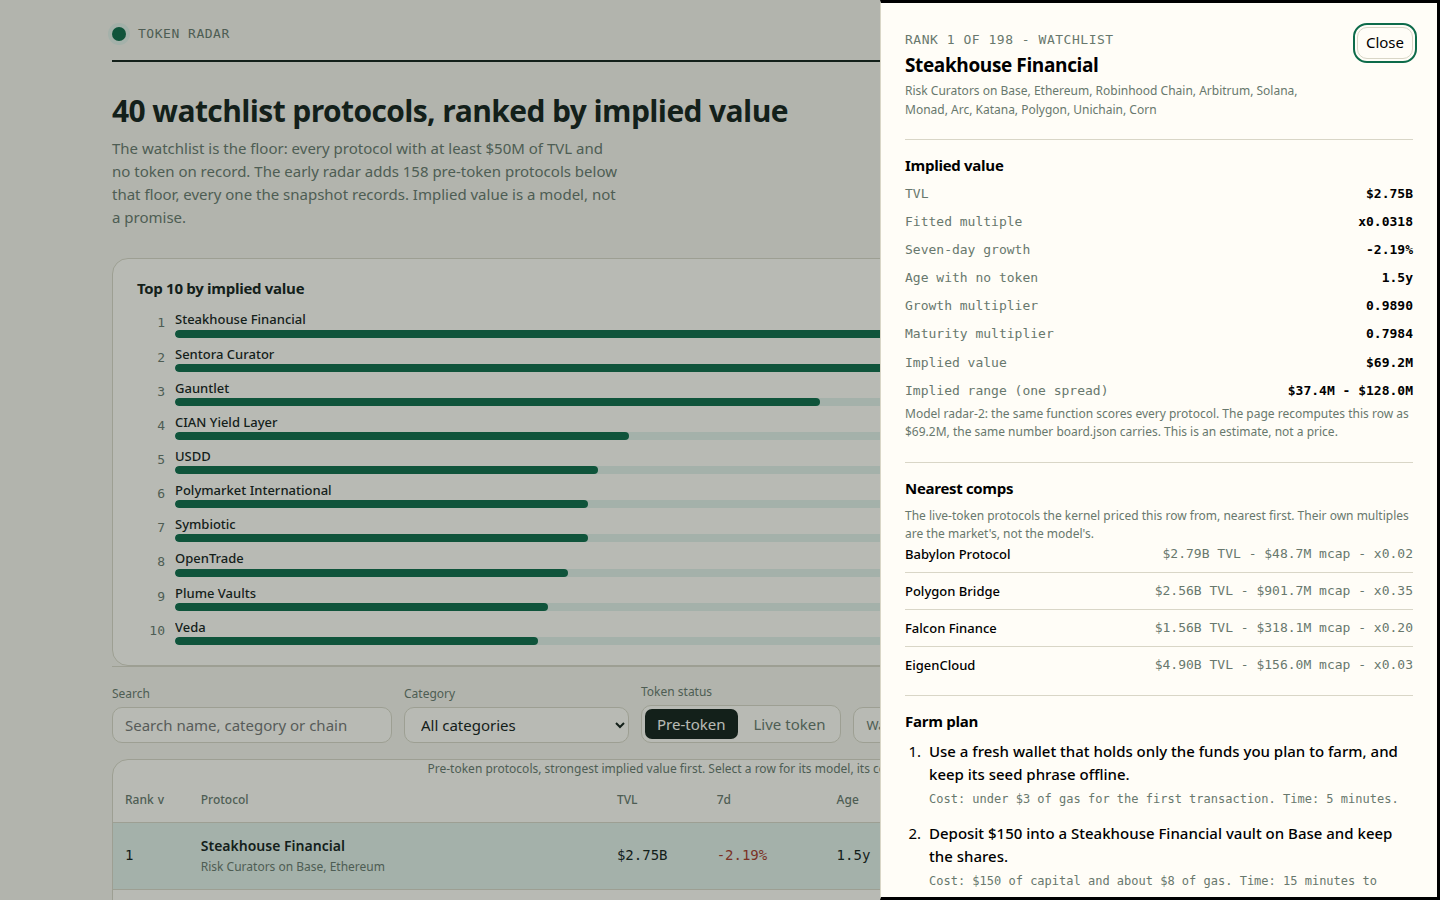 TOKEN RADAR
40 watchlist protocols, ranked by implied value
The watchlist is the floor: every protocol with at least $50M of TVL and
no token on record. The early radar adds 158 pre-token protocols below
that floor, every one the snapshot records. Implied value is a model, not
a promise.
Top 10 by implied value
1 Steakhouse Financial
2 Sentora Curator
3 Gauntlet
4 CIAN Yield Layer
5 USDD
6 Polymarket International
7 Symbiotic
8 OpenTrade
9 Plume Vaults
10 Veda
Search
Category
Token status
Search name, category or chain
All categories
Pre-token
Live token
Pre-token protocols, strongest implied value first. Select a row for its model, its
Rank v Protocol TVL 7d Age
1 Steakhouse Financial $2.75B -2.19% 1.5y
Risk Curators on Base, Ethereum
RANK 1 OF 198 - WATCHLIST
Close
Steakhouse Financial
Risk Curators on Base, Ethereum, Robinhood Chain, Arbitrum, Solana,
Monad, Arc, Katana, Polygon, Unichain, Corn
Implied value
TVL $2.75B
Fitted multiple x0.0318
Seven-day growth -2.19%
Age with no token 1.5y
Growth multiplier 0.9890
Maturity multiplier 0.7984
Implied value $69.2M
Implied range (one spread) $37.4M - $128.0M
Model radar-2: the same function scores every protocol. The page recomputes this row as
$69.2M, the same number board.json carries. This is an estimate, not a price.
Nearest comps
The live-token protocols the kernel priced this row from, nearest first. Their own multiples
are the market's, not the model's.
Babylon Protocol $2.79B TVL - $48.7M mcap - x0.02
Polygon Bridge $2.56B TVL - $901.7M mcap - x0.35
Falcon Finance $1.56B TVL - $318.1M mcap - x0.20
EigenCloud $4.90B TVL - $156.0M mcap - x0.03
Farm plan
1. Use a fresh wallet that holds only the funds you plan to farm, and
keep its seed phrase offline.
Cost: under $3 of gas for the first transaction. Time: 5 minutes.
2. Deposit $150 into a Steakhouse Financial vault on Base and keep
the shares.
Cost: $150 of capital and about $8 of gas. Time: 15 minutes to